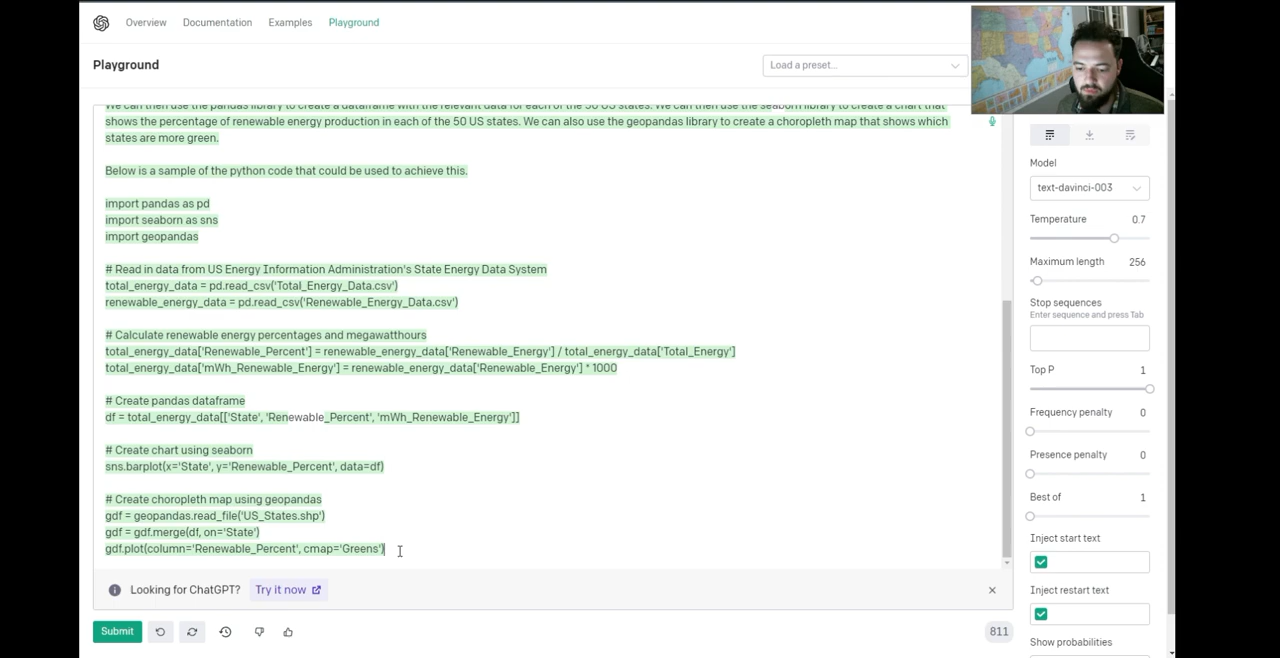 Overview Documentation Examples Playground
Playground
Load a preset...
We can then use the pandas library to create a dataframe with the relevant data for each of the 50 US states. We can then use the seaborn library to create a chart that
shows the percentage of renewable energy production in each of the 50 US states. We can also use the geopandas library to create a choropleth map that shows which
states are more green.
Below is a sample of the python code that could be used to achieve this.
import pandas as pd
import seaborn as sns
import geopandas
# Read in data from US Energy Information Administration's State Energy Data System
total_energy_data = pd.read_csv('Total_Energy_Data.csv')
renewable_energy_data = pd.read_csv('Renewable_Energy_Data.csv')
# Calculate renewable energy percentages and megawatthours
total_energy_data['Renewable_Percent'] = renewable_energy_data['Renewable_Energy'] / total_energy_data['Total_Energy']
total_energy_data['mWh_Renewable_Energy'] = renewable_energy_data['Renewable_Energy'] * 1000
# Create pandas dataframe
df = total_energy_data[['State', 'Renewable_Percent', 'mWh_Renewable_Energy']]
# Create chart using seaborn
sns.barplot(x='State', y='Renewable_Percent', data=df)
# Create choropleth map using geopandas
gdf = geopandas.read_file('US_States.shp')
gdf = gdf.merge(df, on='State')
gdf.plot(column='Renewable_Percent', cmap='Greens')
Looking for ChatGPT? Try it now
Submit
811
Model
text-davinci-003
Temperature 0.7
Maximum length 256
Stop sequences
Enter sequence and press Tab
Top P 1
Frequency penalty 0
Presence penalty 0
Best of 1
Inject start text
Inject restart text
Show probabilities